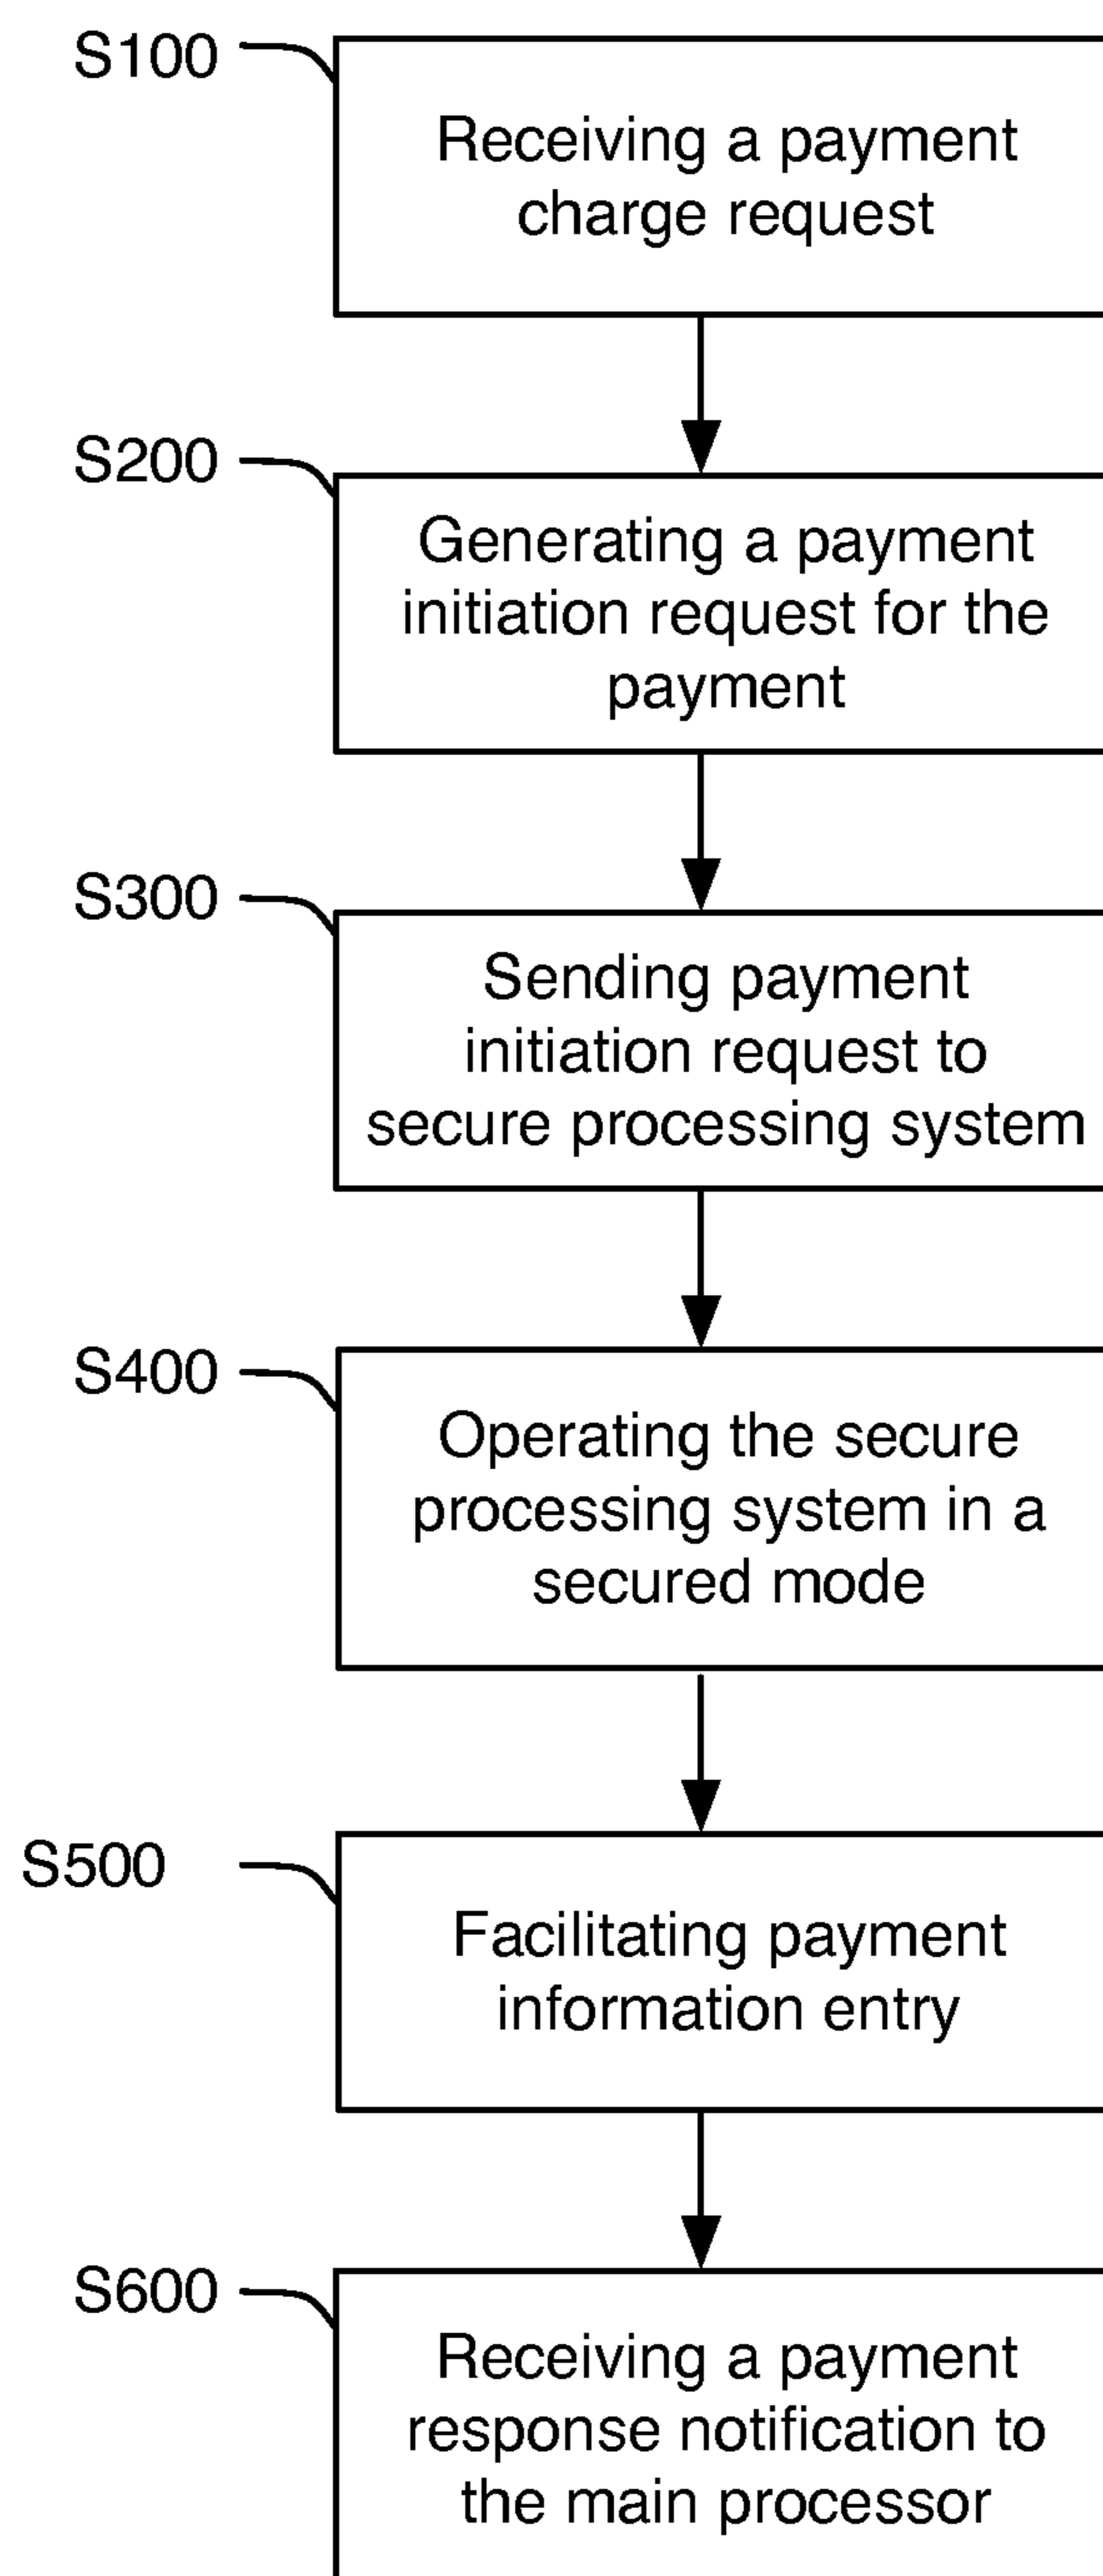 S100
Receiving a payment
charge request
S200
Generating a payment
initiation request for the
payment
S300
Sending payment
initiation request to
secure processing system
S400
Operating the secure
processing system in a
secured mode
S500
Facilitating payment
information entry
S600
Receiving a payment
response notification to
the main processor